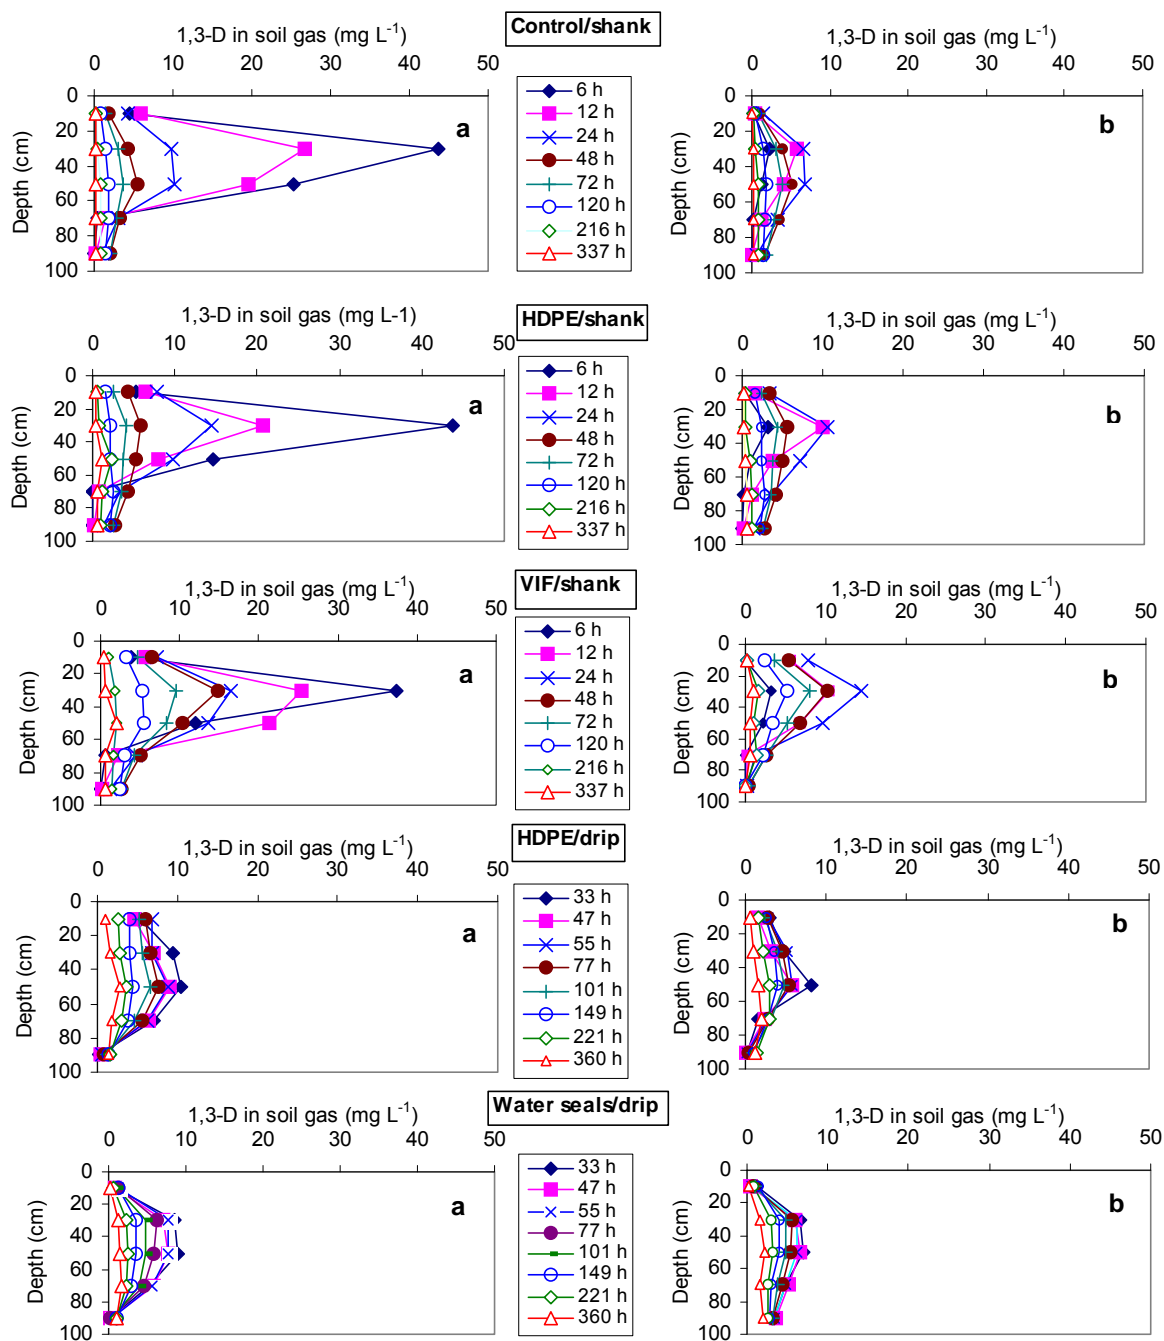 1,3-D in soil gas (mg L-1)
Control/shank
1,3-D in soil gas (mg L-1)
0 10 20 30 40 50
0 10 20 30 40 50
Depth (cm)
0
20
40
60
80
100
a
6 h
12 h
24 h
48 h
72 h
120 h
216 h
337 h
Depth (cm)
0
20
40
60
80
100
b
1,3-D in soil gas (mg L-1)
HDPE/shank
1,3-D in soil gas (mg L-1)
0 10 20 30 40 50
0 10 20 30 40 50
Depth (cm)
0
20
40
60
80
100
a
6 h
12 h
24 h
48 h
72 h
120 h
216 h
337 h
Depth (cm)
0
20
40
60
80
100
b
1,3-D in soil gas (mg L-1)
VIF/shank
1,3-D in soil gas (mg L-1)
0 10 20 30 40 50
0 10 20 30 40 50
Depth (cm)
0
20
40
60
80
100
a
6 h
12 h
24 h
48 h
72 h
120 h
216 h
337 h
Depth (cm)
0
20
40
60
80
100
b
1,3-D in soil gas (mg L-1)
HDPE/drip
1,3-D in soil gas (mg L-1)
0 10 20 30 40 50
0 10 20 30 40 50
Depth (cm)
0
20
40
60
80
100
a
33 h
47 h
55 h
77 h
101 h
149 h
221 h
360 h
Depth (cm)
0
20
40
60
80
100
b
1,3-D in soil gas (mg L-1)
Water seals/drip
1,3-D in soil gas (mg L-1)
0 10 20 30 40 50
0 10 20 30 40 50
Depth (cm)
0
20
40
60
80
100
a
33 h
47 h
55 h
77 h
101 h
149 h
221 h
360 h
Depth (cm)
0
20
40
60
80
100
b